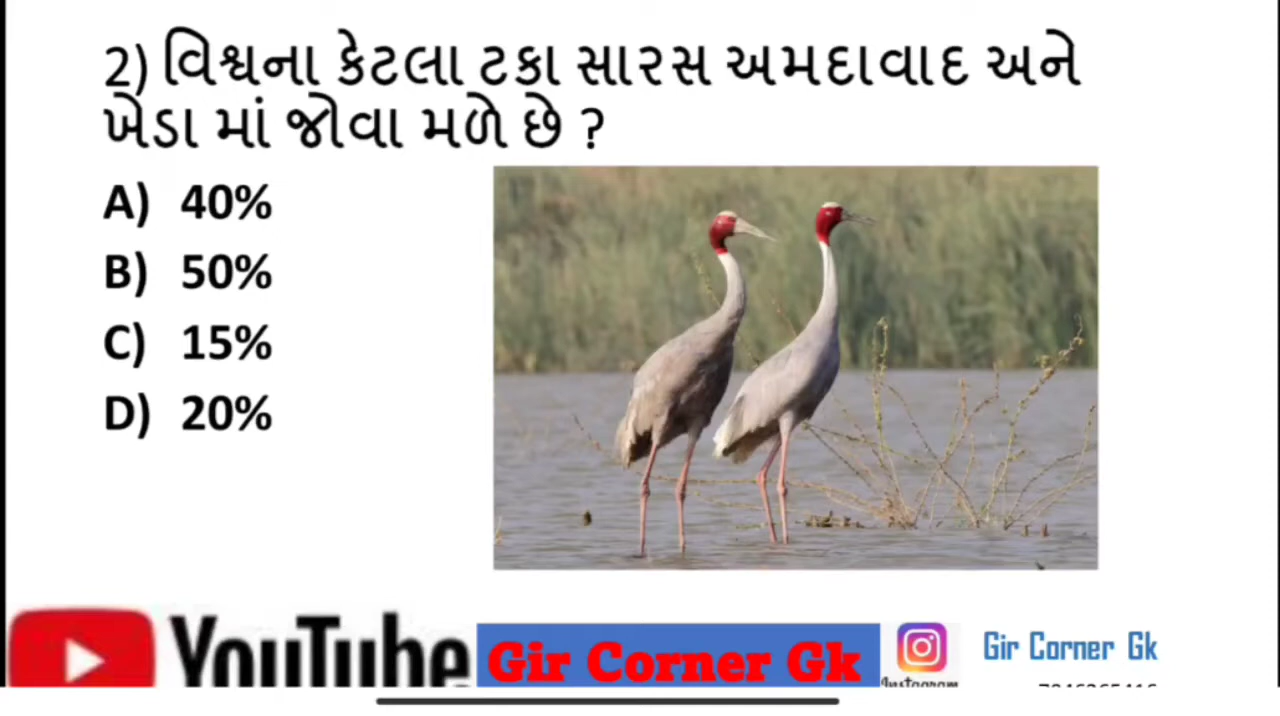 2) વિશ્વના કેટલા ટકા સારસ અમદાવાદ અને
ખેડા માં જોવા મળે છે ?
A) 40%
B) 50%
C) 15%
D) 20%
YouTube
Gir Corner Gk
Instagram
Gir Corner Gk